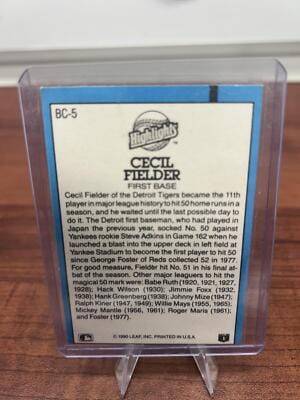 BC-5
Highlights
CECIL
FIELDER
FIRST BASE
Cecil Fielder of the Detroit Tigers became the 11th
player in major league history to hit 50 home runs in
a season, and he waited until the last possible day to
do it. The Detroit first baseman, who had played in
Japan the previous year, socked No. 50 against
Yankees rookie Steve Adkins in Game 162 when he
launched a blast into the upper deck in left field at
Yankee Stadium to become the first player to hit 50
since George Foster of Reds collected 52 in 1977.
For good measure, Fielder hit No. 51 in his final at-
bat of the season. Other major leaguers to hit the
magical 50 mark were: Babe Ruth (1920, 1921, 1927,
1928); Hack Wilson (1930); Jimmie Foxx (1932,
1938); Hank Greenberg (1938); Johnny Mize (1947);
Ralph Kiner (1947, 1949); Willie Mays (1955, 1965);
Mickey Mantle (1956, 1961); Roger Maris (1961);
and Foster (1977).
© 1990 LEAF, INC. PRINTED IN U.S.A.